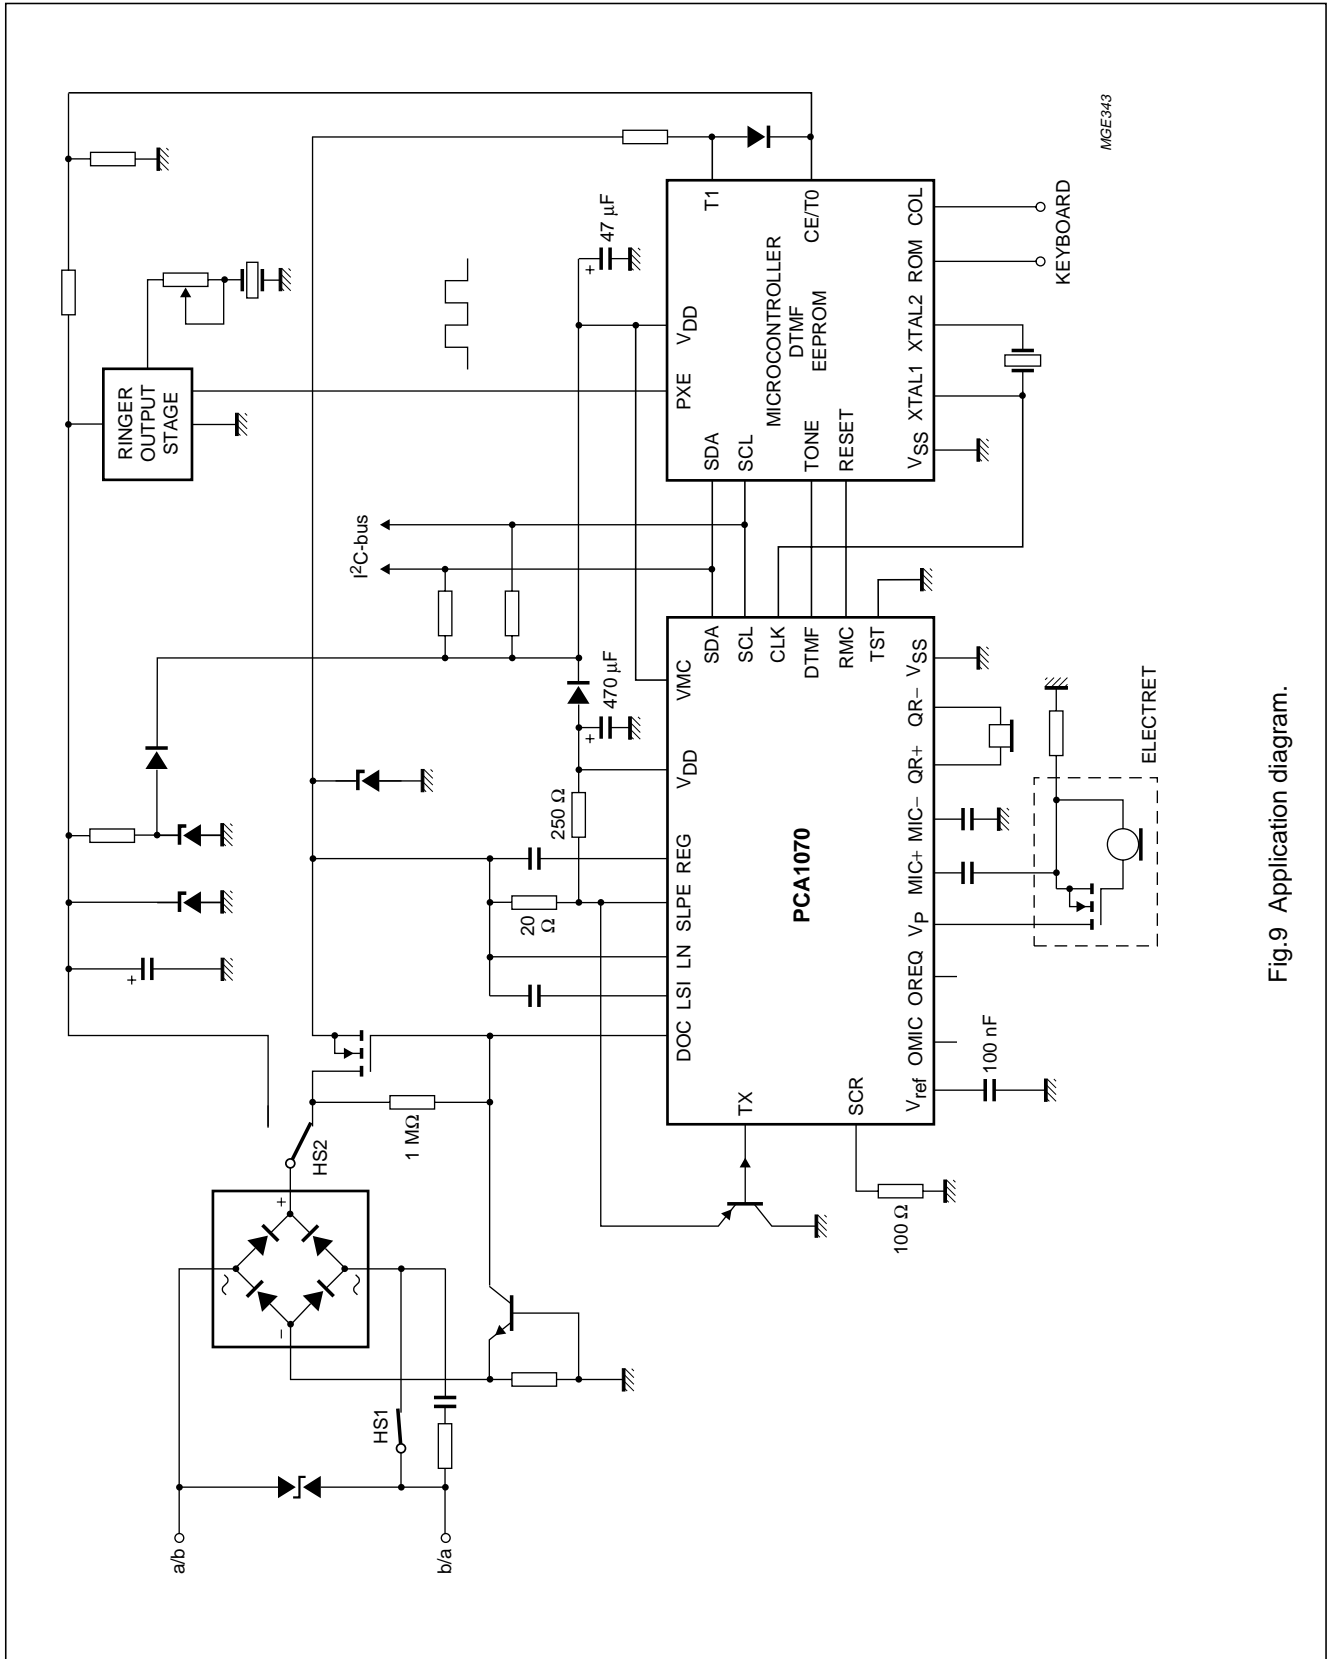 MGE343
RINGER
OUTPUT
STAGE
47 μF
+
T1
CE/T0
MICROCONTROLLER
DTMF
EEPROM
VDD
PXE
SDA
SCL
TONE
RESET
VSS
XTAL1
XTAL2
ROM
COL
KEYBOARD
I2C-bus
470 μF
+
250 Ω
20
Ω
VMC
VDD
REG
SLPE
LN
LSI
DOC
SDA
SCL
CLK
DTMF
RMC
TST
PCA1070
VSS
QR−
QR+
MIC−
MIC+
VP
OREQ
OMIC
Vref
TX
SCR
ELECTRET
100 nF
100 Ω
1 MΩ
+
HS2
+
~
~
−
HS1
a/b
b/a
Fig.9 Application diagram.